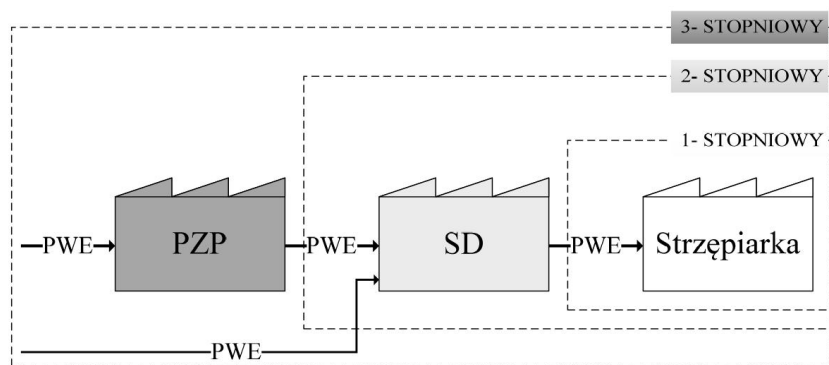 3- STOPNIOWY
2- STOPNIOWY
1- STOPNIOWY
PWE
PZP
PWE
SD
PWE
Strzępiarka
PWE